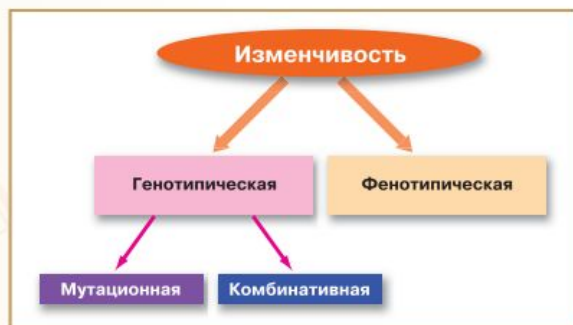 Изменчивость
Генотипическая
Фенотипическая
Мутационная
Комбинативная